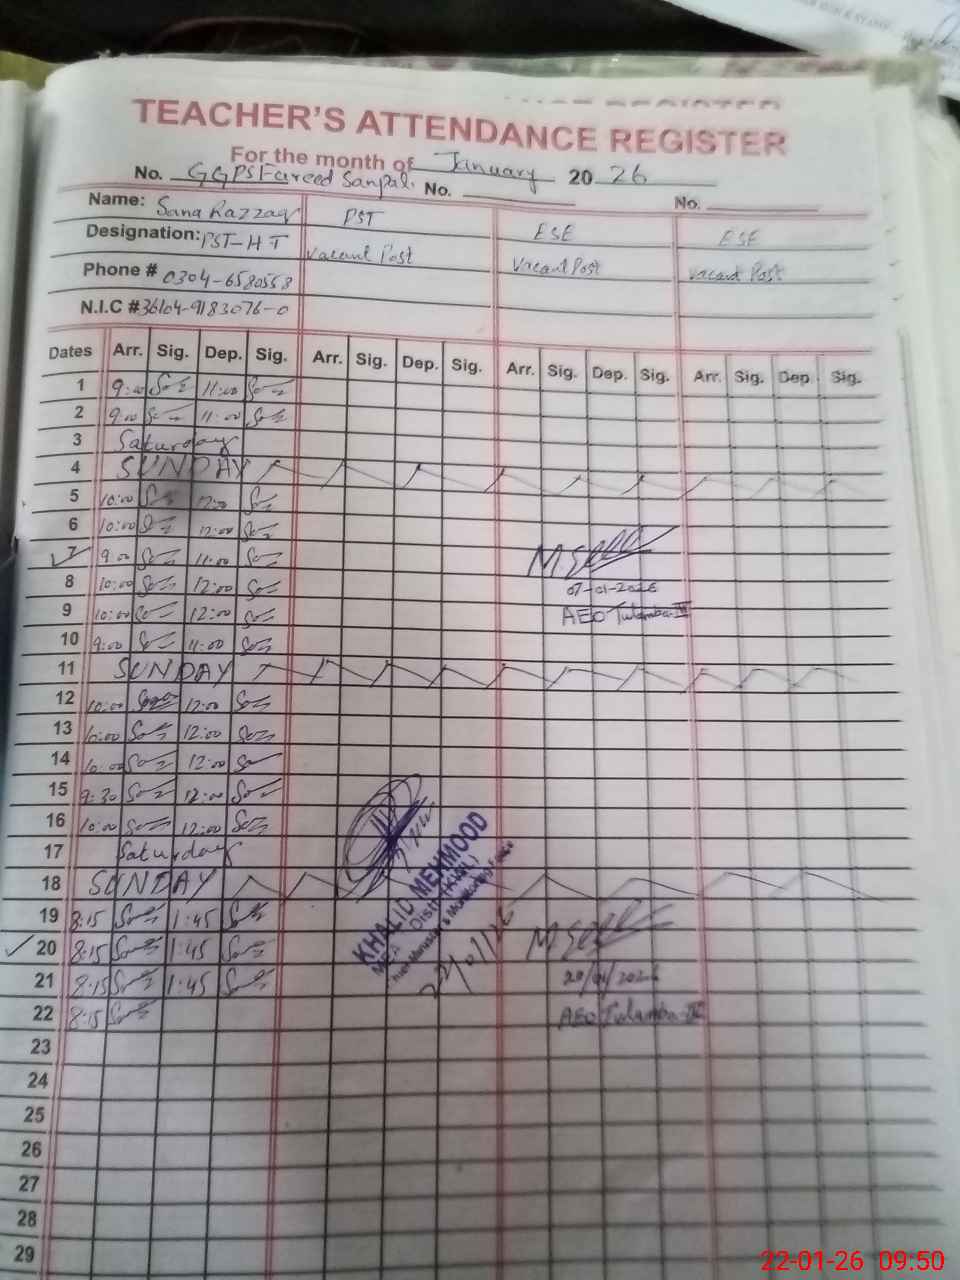 TEACHER'S ATTENDANCE REGISTER
For the month of January 2026
No. GGPS Fareed Sanpal. No. No.
Name: Sana Razzaq PST ESE ESE
Designation: PST-HT Vacant Post Vacant Post Vacant Post
Phone # 0304-6580558
N.I.C # 36104-9183076-0
Dates Arr. Sig. Dep. Sig. Arr. Sig. Dep. Sig. Arr. Sig. Dep. Sig. Arr. Sig. Dep. Sig.
1 9:00 11:00
2 9:00 11:00
3 Saturday
4 SUNDAY
5 10:00 12:00
6 10:00 12:00
7 9:00 11:00
8 10:00 12:00
07-01-2026
9 10:00 12:00
AEO Tulamba-IV
10 9:00 11:00
11 SUNDAY
12 10:00 12:00
13 10:00 12:00
14 10:00 12:00
15 9:30 12:00
16 10:00 12:00
17 Saturday
18 SUNDAY
KHALID MEHMOOD
MEA Distt (KWL)
22/01/26
19 8:15 1:45
20 8:15 1:45
21 8:15 1:45
20/01/2026
22 8:15
AEO Tulamba-IV
23
24
25
26
27
28
29
22-01-26 09.50